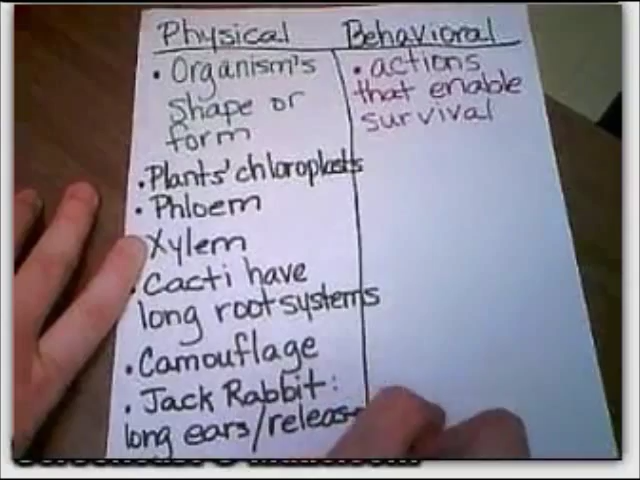 Physical
Behavioral
• Organism's
shape or
form
• Plants' chloroplasts
• Phloem
Xylem
• Cacti have
long root systems
• Camouflage
• Jack Rabbit:
long ears/release
• actions
that enable
survival